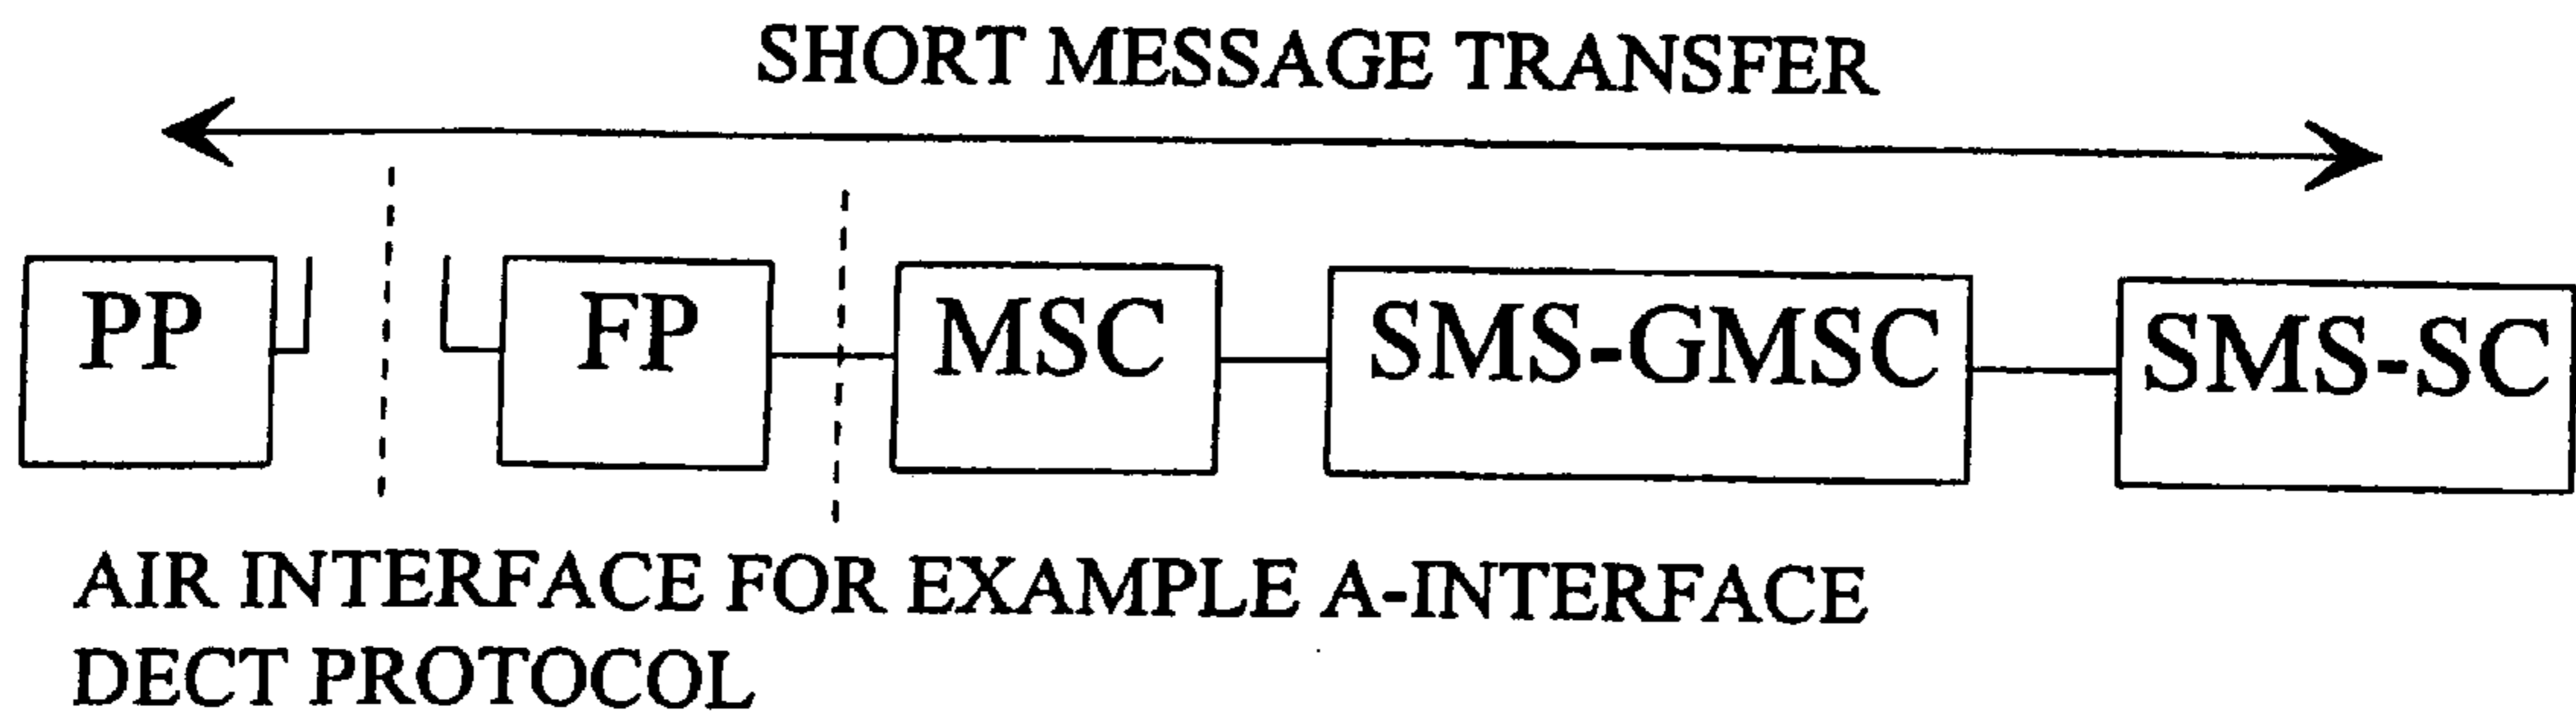 SHORT MESSAGE TRANSFER
PP FP MSC SMS-GMSC SMS-SC
AIR INTERFACE FOR EXAMPLE A-INTERFACE
DECT PROTOCOL